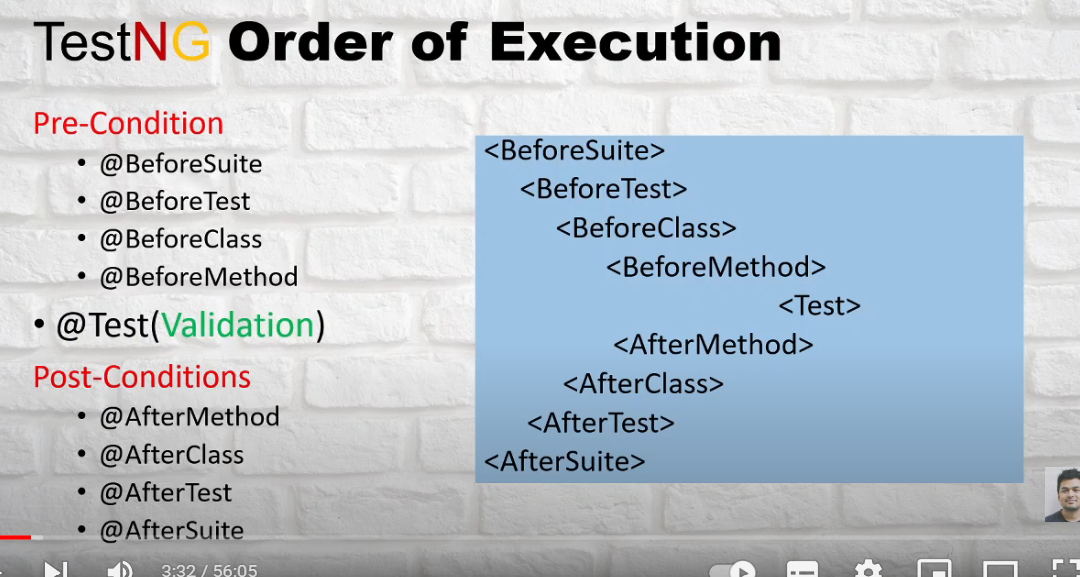 TestNG Order of Execution
Pre-Condition
• @BeforeSuite
• @BeforeTest
• @BeforeClass
• @BeforeMethod
• @Test(Validation)
Post-Conditions
• @AfterMethod
• @AfterClass
• @AfterTest
• @AfterSuite
<BeforeSuite>
<BeforeTest>
<BeforeClass>
<BeforeMethod>
<Test>
<AfterMethod>
<AfterClass>
<AfterTest>
<AfterSuite>
3:32 / 56:05